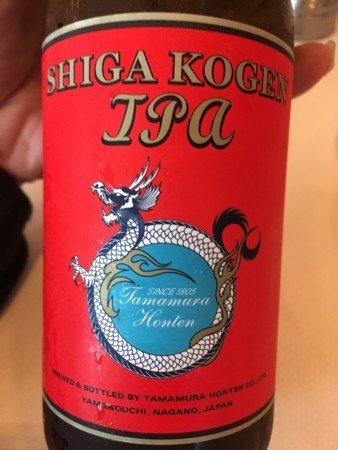 SHIGA KOGEN
IPA
SINCE 1805
Tamamura
Honten
BREWED & BOTTLED BY TAMAMURA HONTEN CO., LTD.
YAMANOUCHI, NAGANO, JAPAN